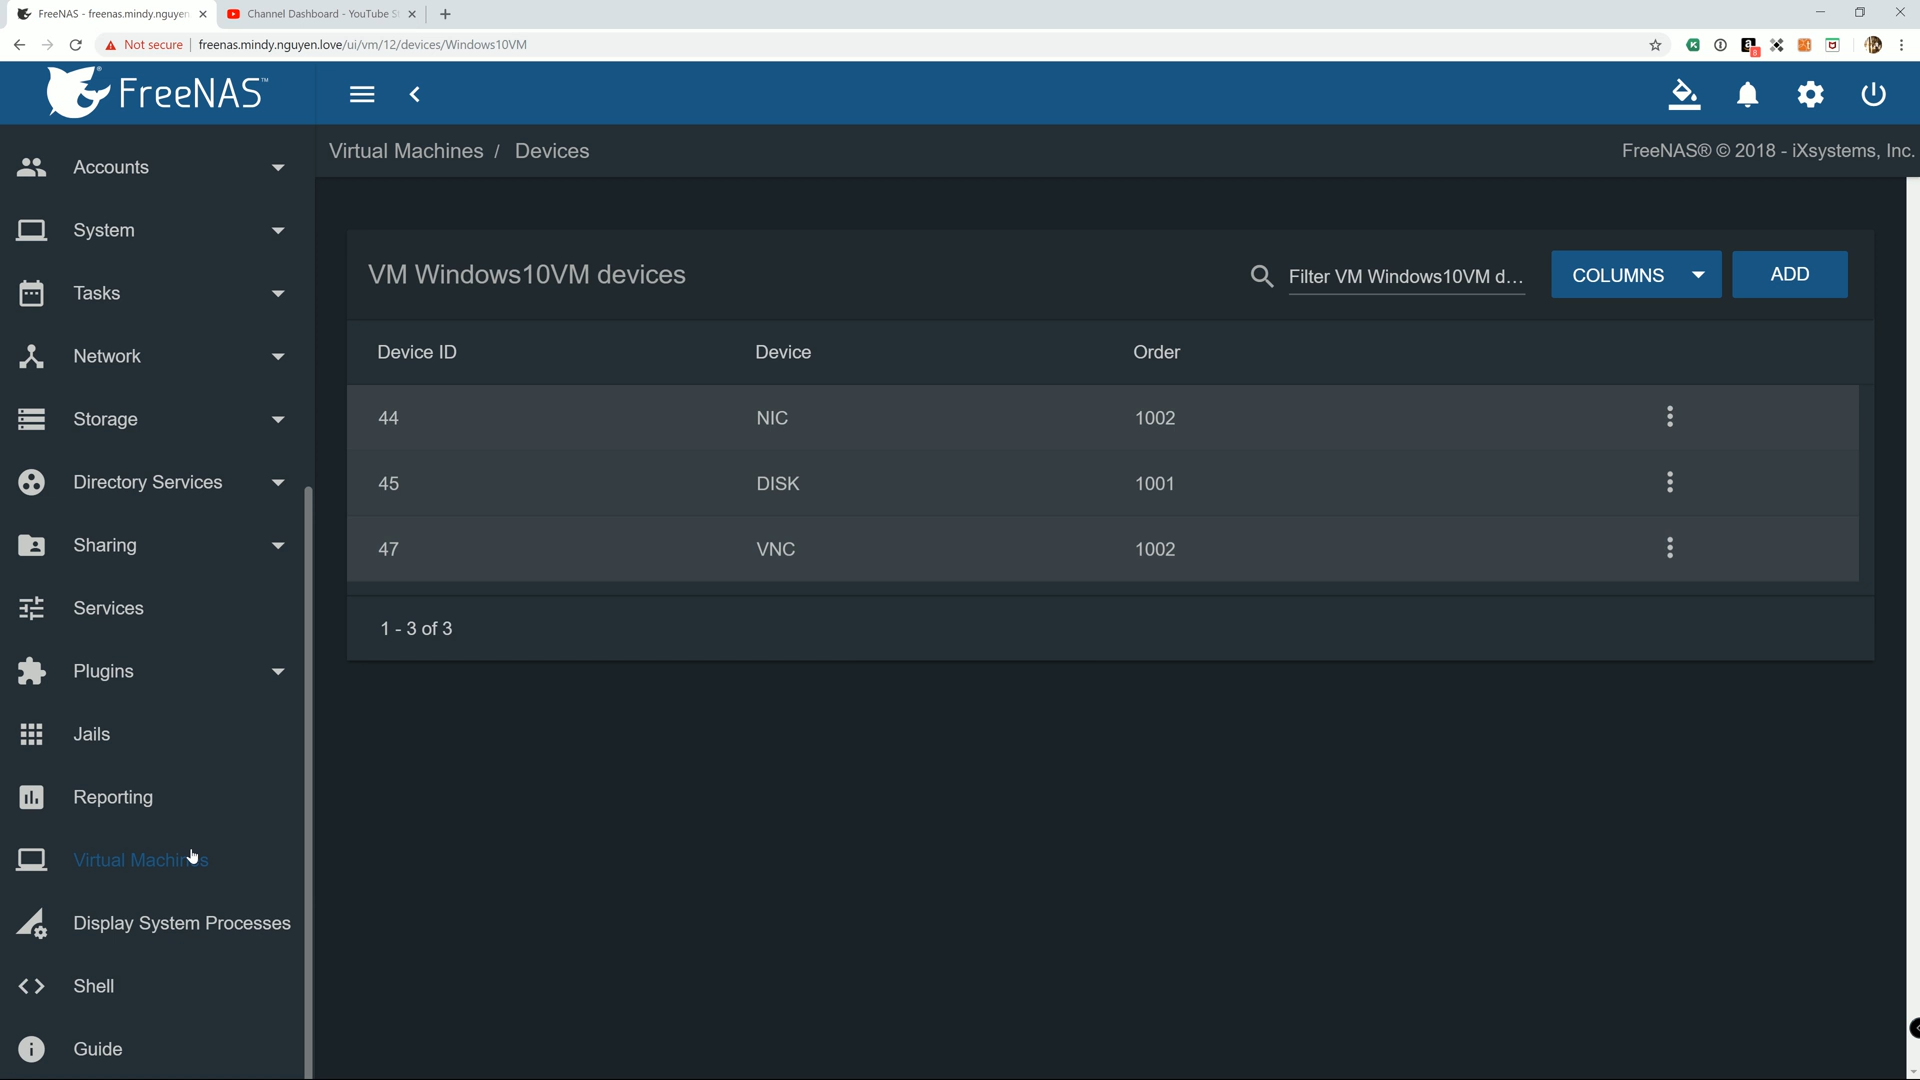 FreeNAS - freenas.mindy.nguyen
Channel Dashboard - YouTube S
Not secure
freenas.mindy.nguyen.love/ui/vm/12/devices/Windows10VM
8
FreeNAS™
Virtual Machines / Devices
FreeNAS® © 2018 - iXsystems, Inc.
Accounts
System
Tasks
Network
Storage
Directory Services
Sharing
Services
Plugins
Jails
Reporting
Virtual Machines
Display System Processes
Shell
Guide
VM Windows10VM devices
Filter VM Windows10VM d...
COLUMNS
ADD
Device ID Device Order
44 NIC 1002
45 DISK 1001
47 VNC 1002
1 - 3 of 3